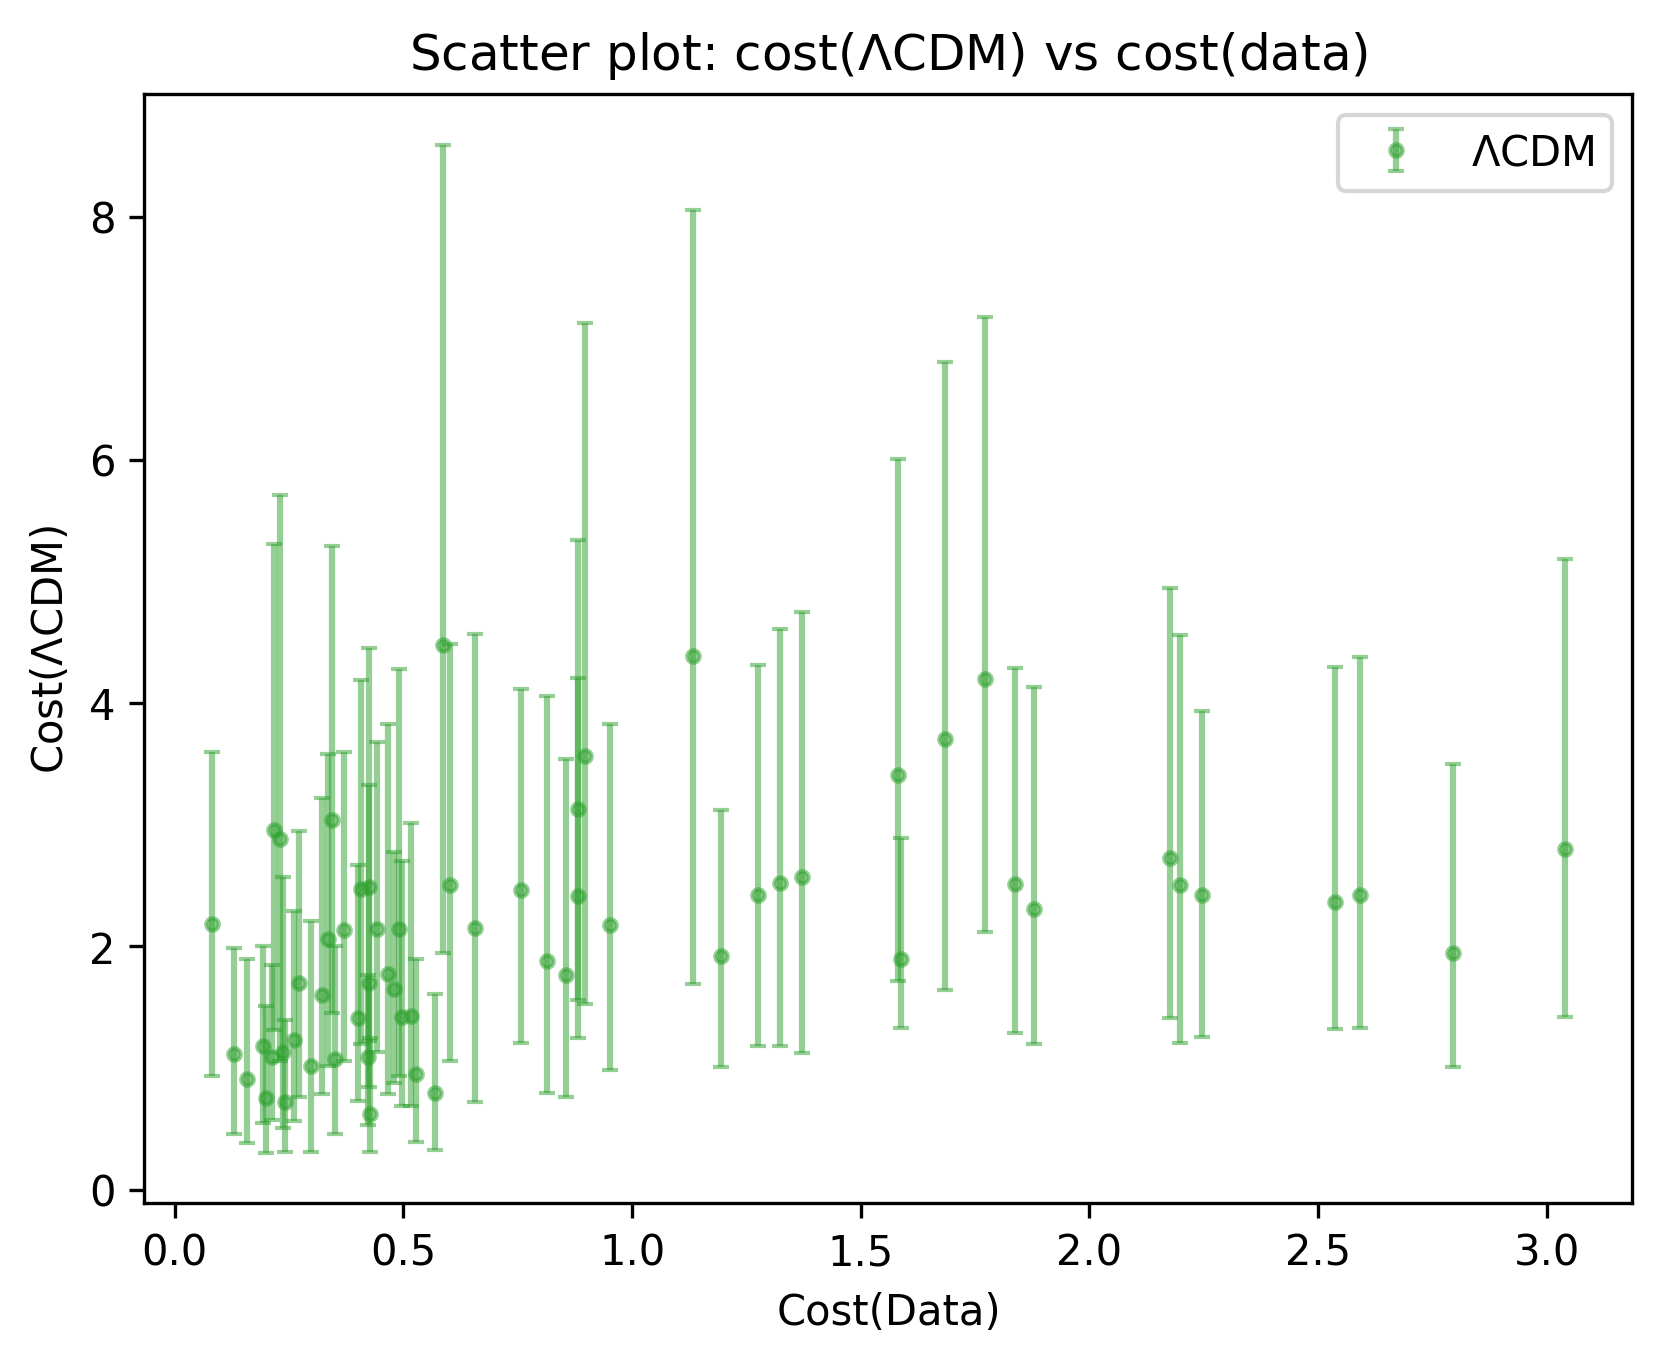 Scatter plot: cost(ΛCDM) vs cost(data)
ΛCDM
8
6
4
2
0
Cost(ΛCDM)
0.0 0.5 1.0 1.5 2.0 2.5 3.0
Cost(Data)